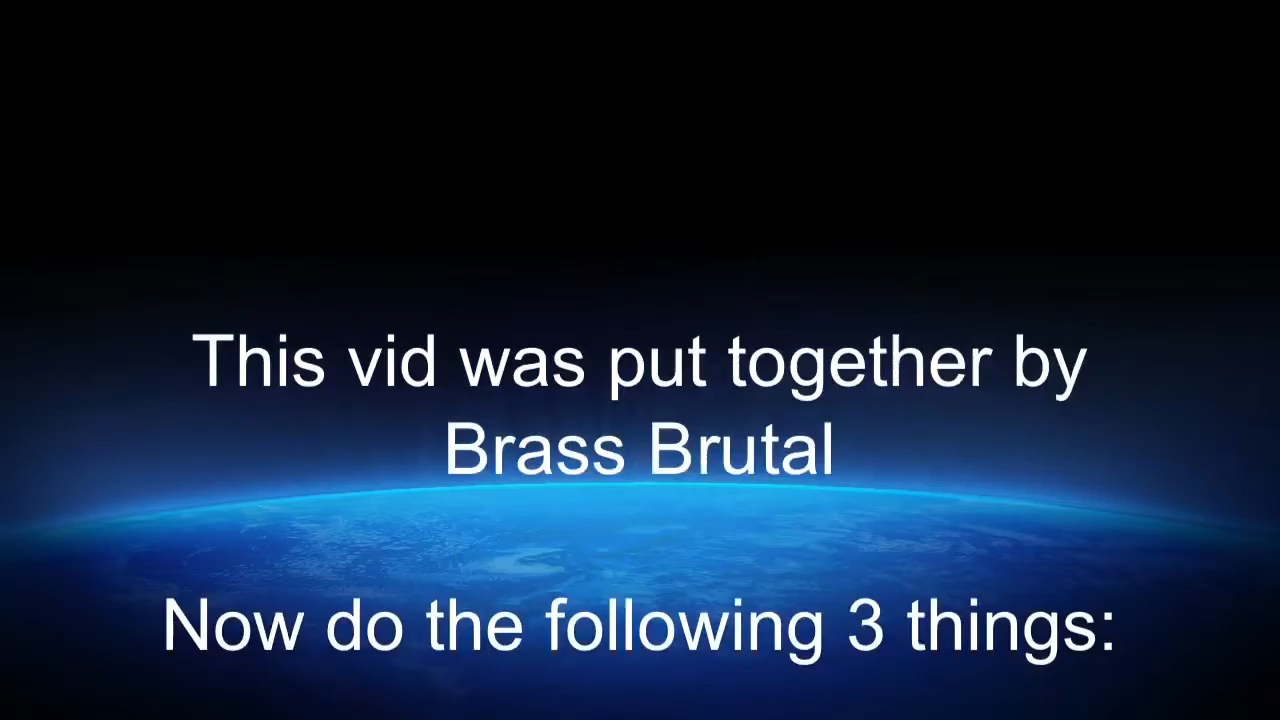 This vid was put together by
Brass Brutal
Now do the following 3 things: